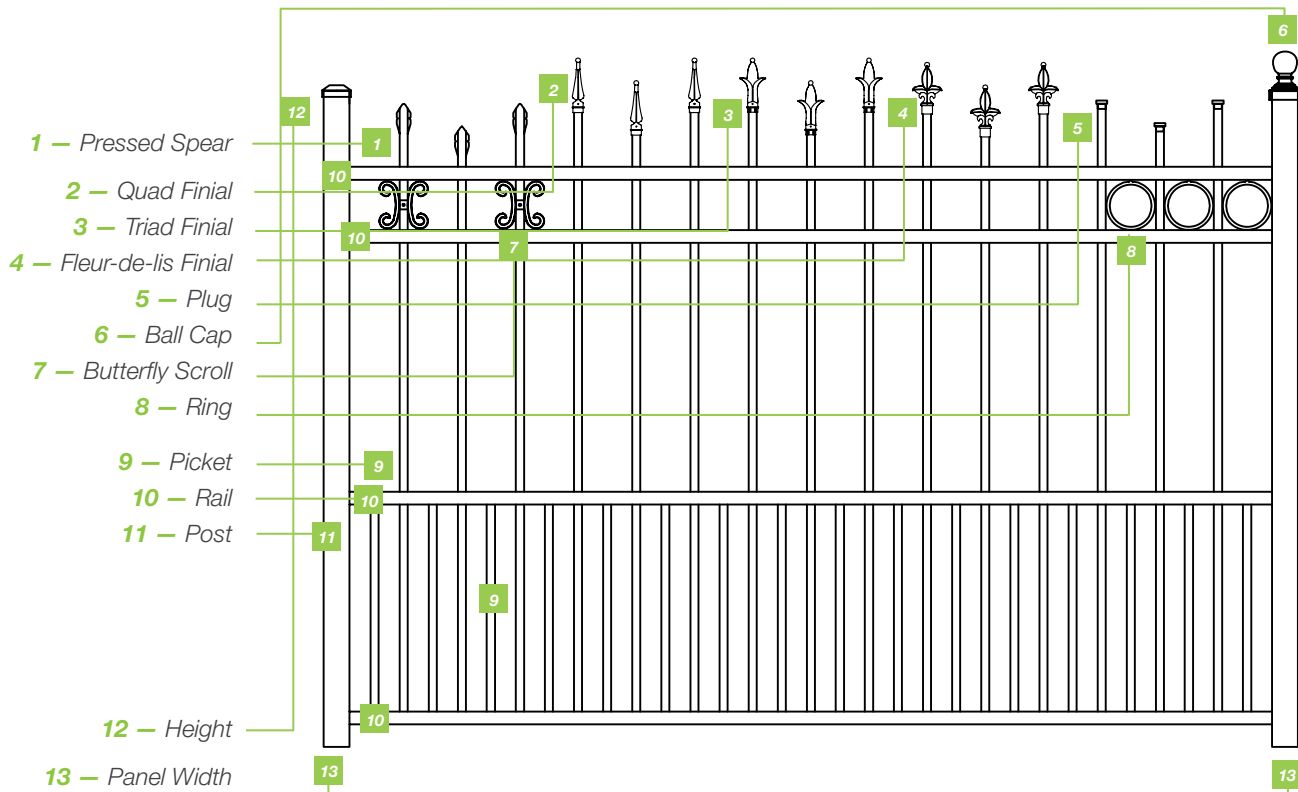 6
12
2
3
4
5
1 — Pressed Spear
1
10
2 — Quad Finial
3 — Triad Finial
10
7
8
4 — Fleur-de-lis Finial
5 — Plug
6 — Ball Cap
7 — Butterfly Scroll
8 — Ring
9 — Picket
9
10 — Rail
10
11 — Post
11
9
10
12 — Height
13 — Panel Width
13
13